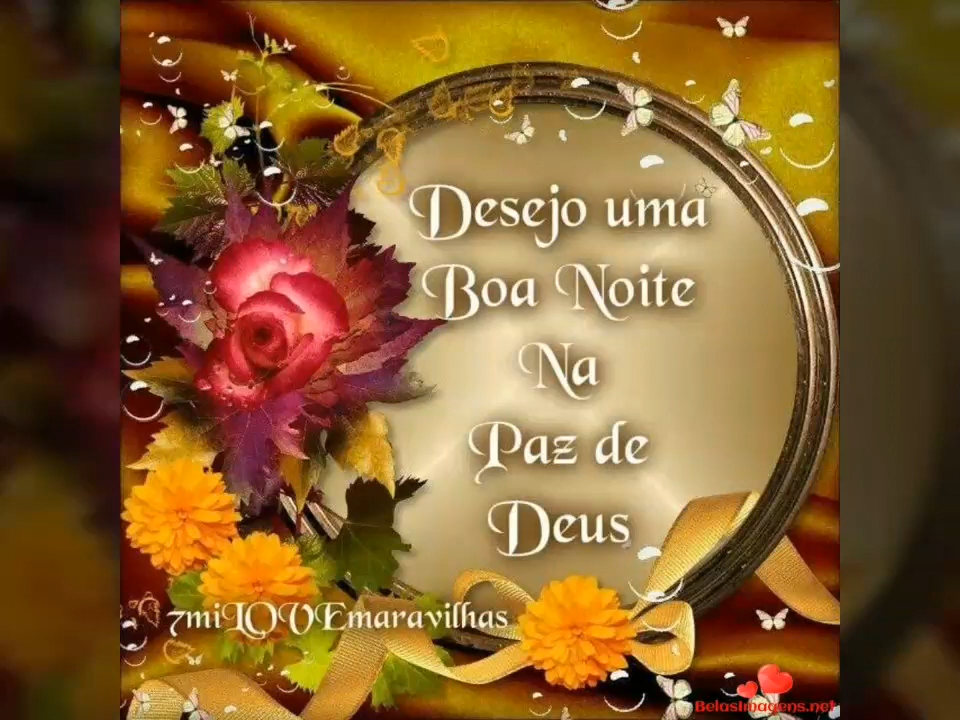 Desejo uma
Boa Noite
Na
Paz de
Deus
7miLOVEmaravilhas
BelasImagens.net